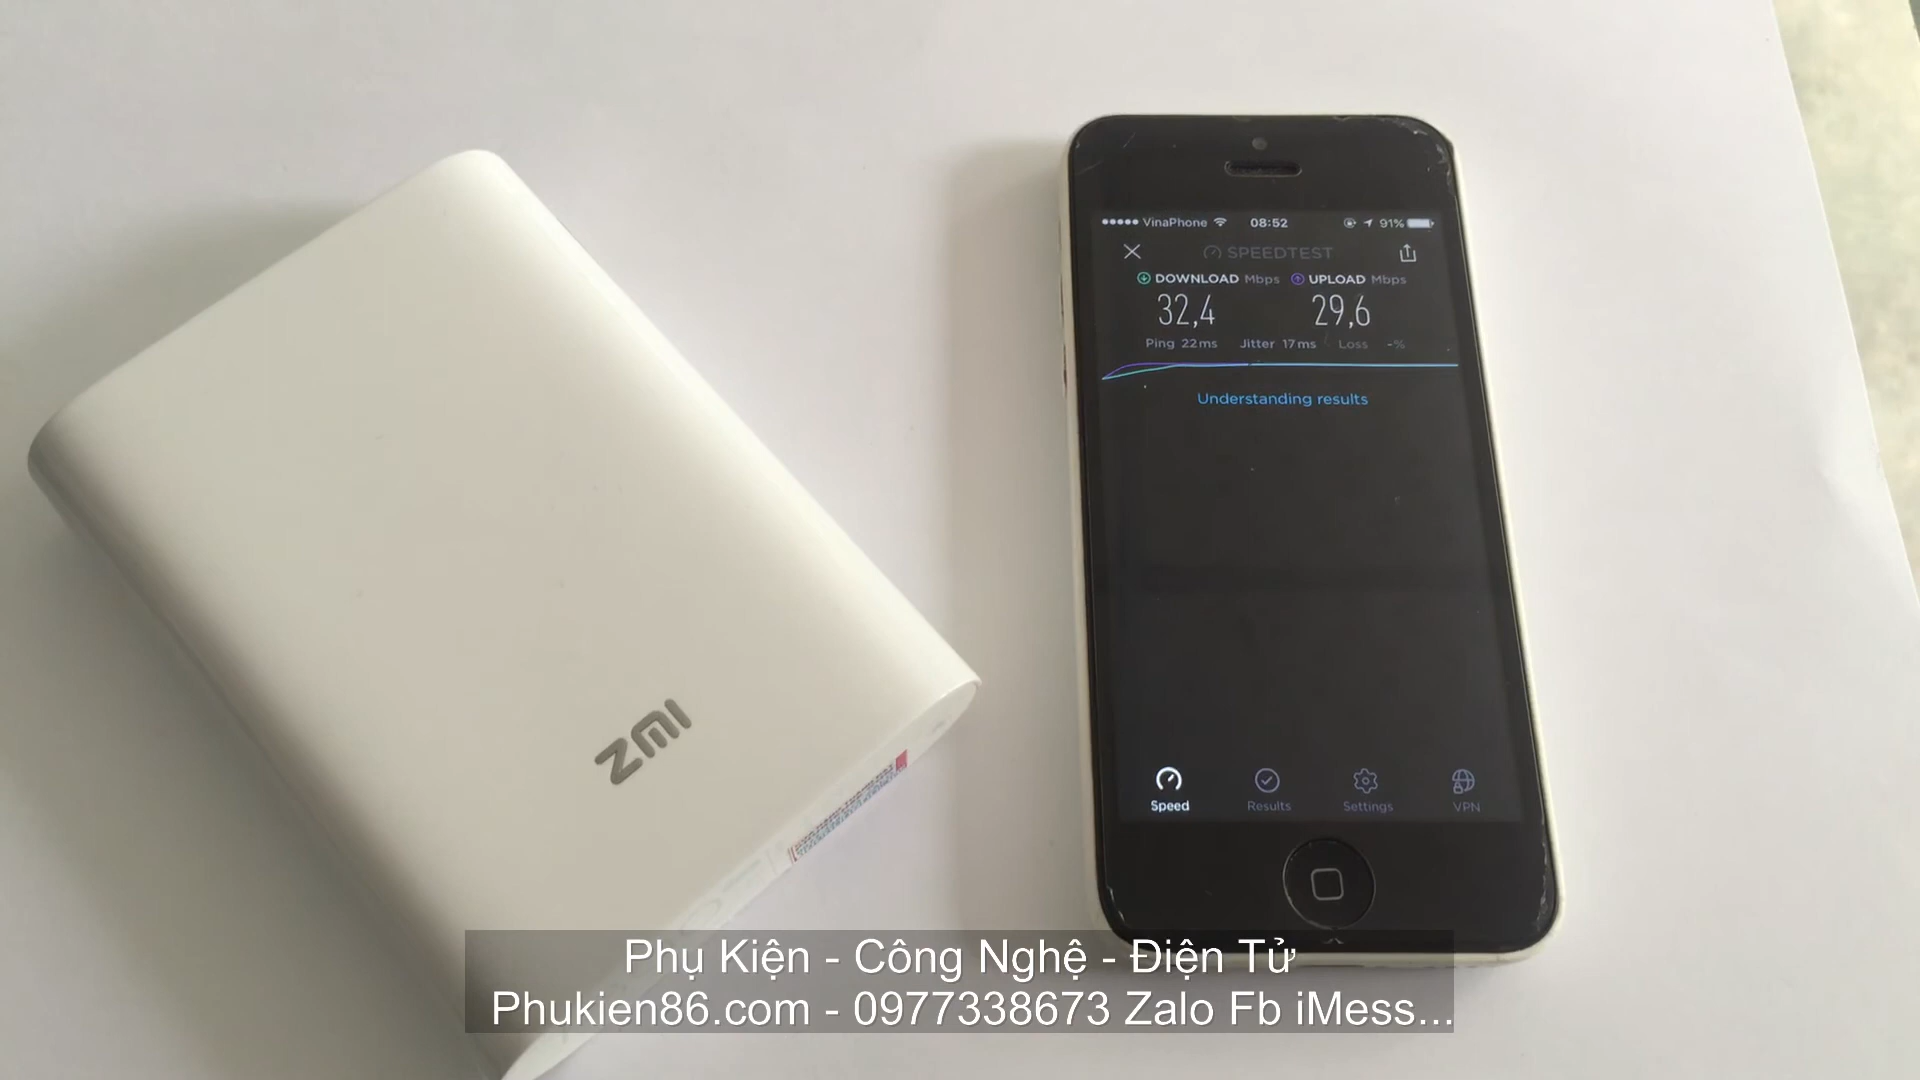 VinaPhone 08:52 91%
SPEEDTEST
DOWNLOAD Mbps UPLOAD Mbps
32,4 29,6
Ping 22ms Jitter 17ms Loss -%
Understanding results
Speed Results Settings VPN
ZMI
Phụ Kiện - Công Nghệ - Điện Tử
Phukien86.com - 0977338673 Zalo Fb iMess...